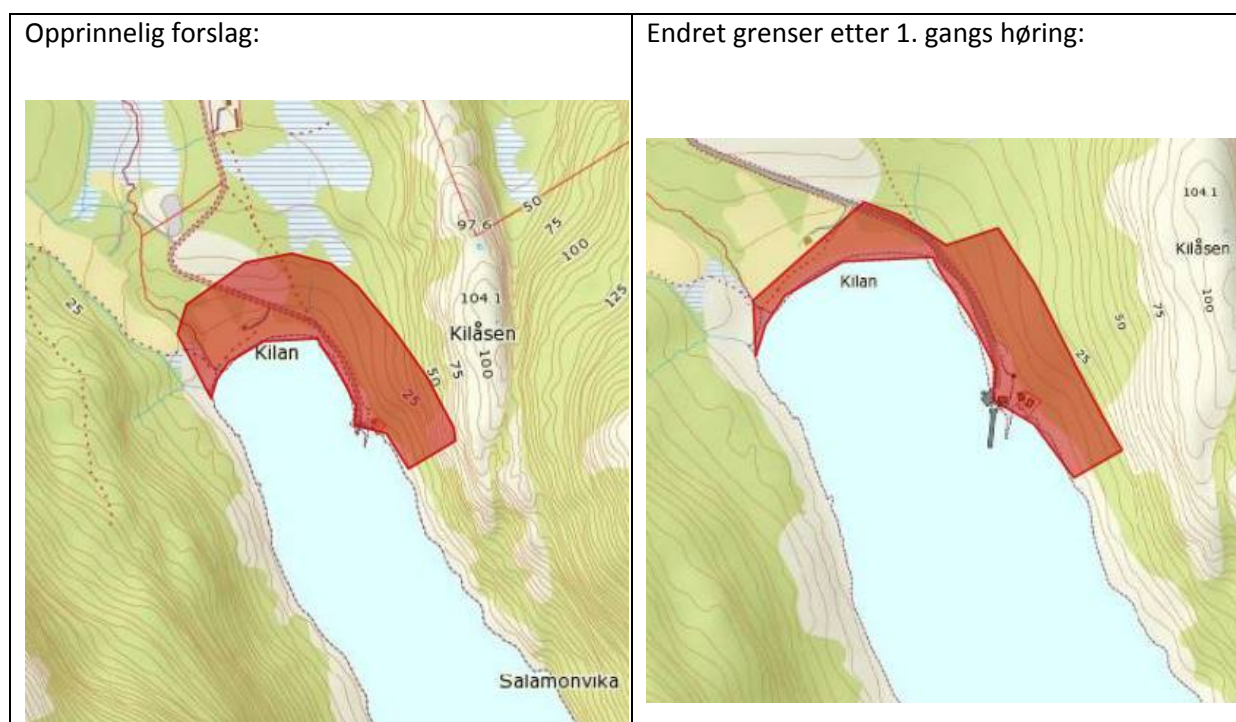 Opprinnelig forslag:
97.6
50
75
100
125
104.1
Kilåsen
Kilan
75
100
50
25
25
Salamonvika
Endret grenser etter 1. gangs høring:
104.1
Kilåsen
Kilan
50
75
100
25